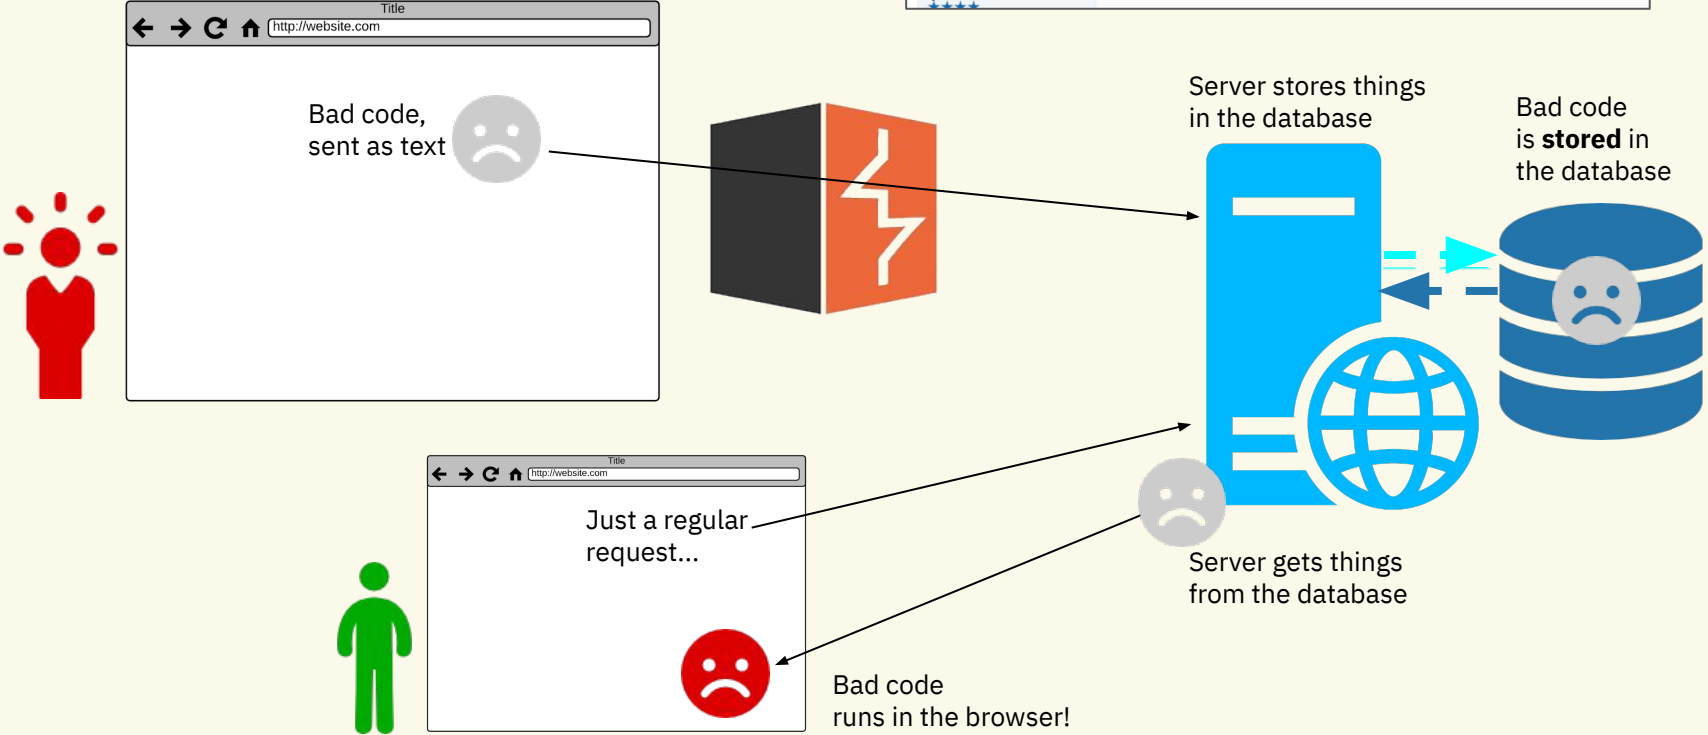 Title
http://website.com
Bad code,
sent as text
Server stores things
in the database
Bad code
is stored in
the database
Title
http://website.com
Just a regular
request...
Server gets things
from the database
Bad code
runs in the browser!